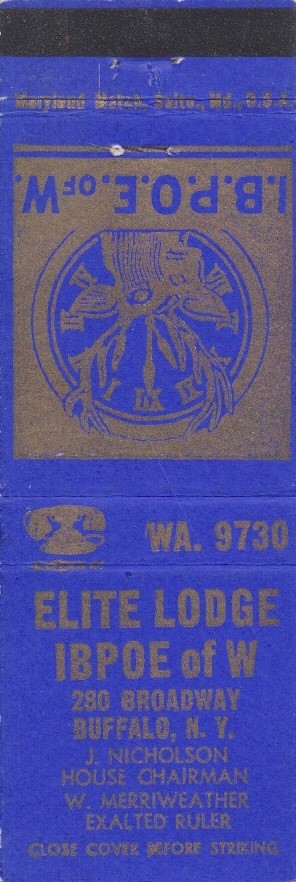 Maryland Match, Balto., Md., U.S.A.
I.B.P.O.E. OF W.
WA. 9730
ELITE LODGE
IBPOE of W
280 BROADWAY
BUFFALO, N. Y.
J. NICHOLSON
HOUSE CHAIRMAN
W. MERRIWEATHER
EXALTED RULER
CLOSE COVER BEFORE STRIKING